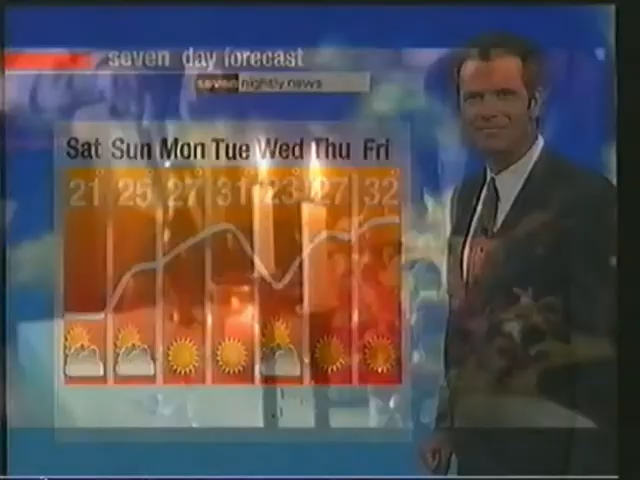 seven day forecast
seven nightly news
Sat Sun Mon Tue Wed Thu Fri
21 25 27 31 23 27 32